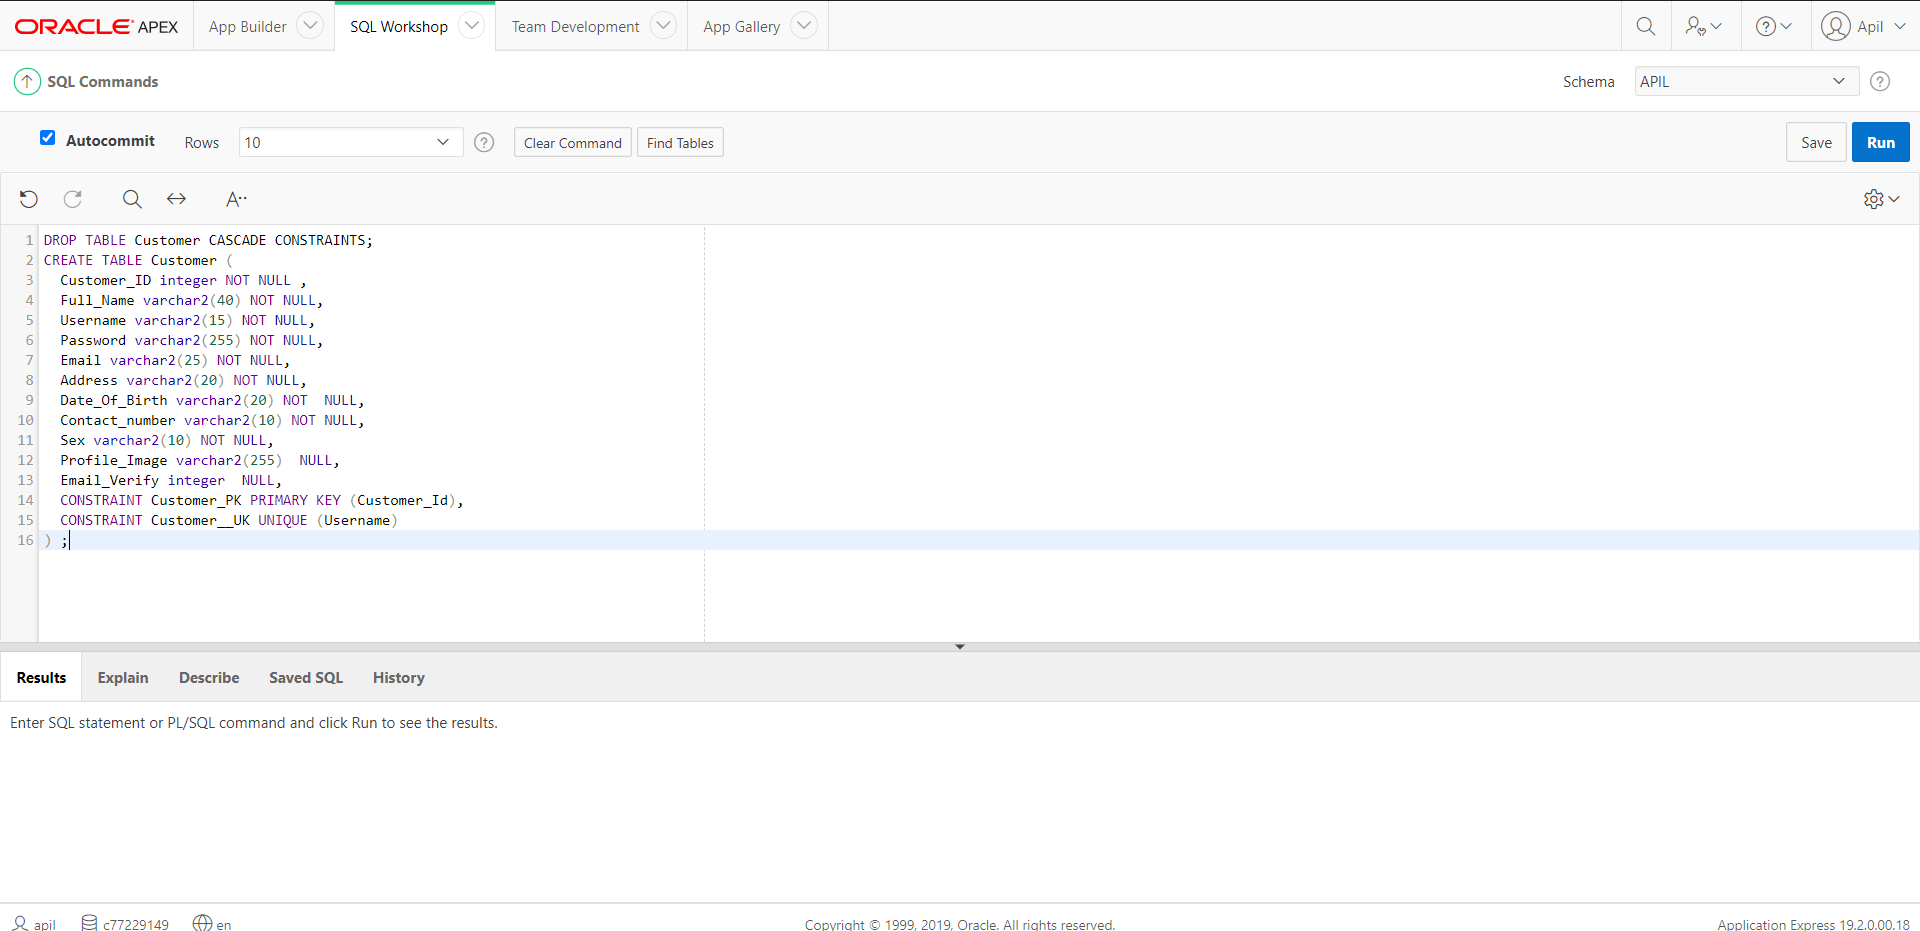 ORACLE APEX App Builder SQL Workshop Team Development App Gallery Apil
SQL Commands Schema APIL
Autocommit Rows 10 Clear Command Find Tables Save Run
A
1 DROP TABLE Customer CASCADE CONSTRAINTS;
2 CREATE TABLE Customer (
3 Customer_ID integer NOT NULL ,
4 Full_Name varchar2(40) NOT NULL,
5 Username varchar2(15) NOT NULL,
6 Password varchar2(255) NOT NULL,
7 Email varchar2(25) NOT NULL,
8 Address varchar2(20) NOT NULL,
9 Date_Of_Birth varchar2(20) NOT  NULL,
10 Contact_number varchar2(10) NOT NULL,
11 Sex varchar2(10) NOT NULL,
12 Profile_Image varchar2(255)  NULL,
13 Email_Verify integer  NULL,
14 CONSTRAINT Customer_PK PRIMARY KEY (Customer_Id),
15 CONSTRAINT Customer__UK UNIQUE (Username)
16 ) ;
Results Explain Describe Saved SQL History
Enter SQL statement or PL/SQL command and click Run to see the results.
apil c77229149 en Copyright © 1999, 2019, Oracle. All rights reserved. Application Express 19.2.0.00.18